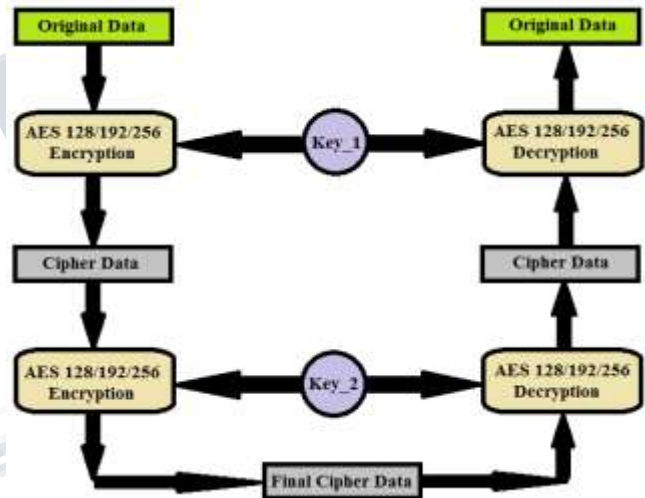 Original Data
Original Data
AES 128/192/256
Encryption
Key_1
AES 128/192/256
Decryption
Cipher Data
Cipher Data
AES 128/192/256
Encryption
Key_2
AES 128/192/256
Decryption
Final Cipher Data